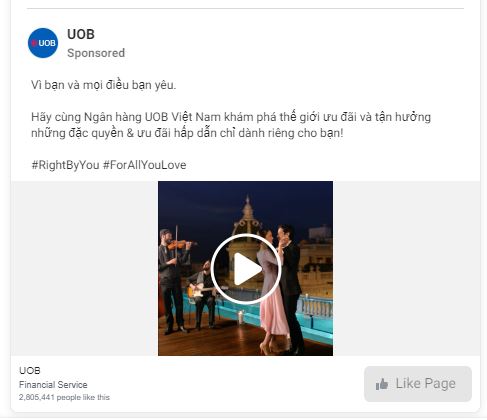 UOB
UOB
Sponsored
Vì bạn và mọi điều bạn yêu.
Hãy cùng Ngân hàng UOB Việt Nam khám phá thế giới ưu đãi và tận hưởng
những đặc quyền & ưu đãi hấp dẫn chỉ dành riêng cho bạn!
#RightByYou #ForAllYouLove
UOB
Financial Service
2,805,441 people like this
Like Page